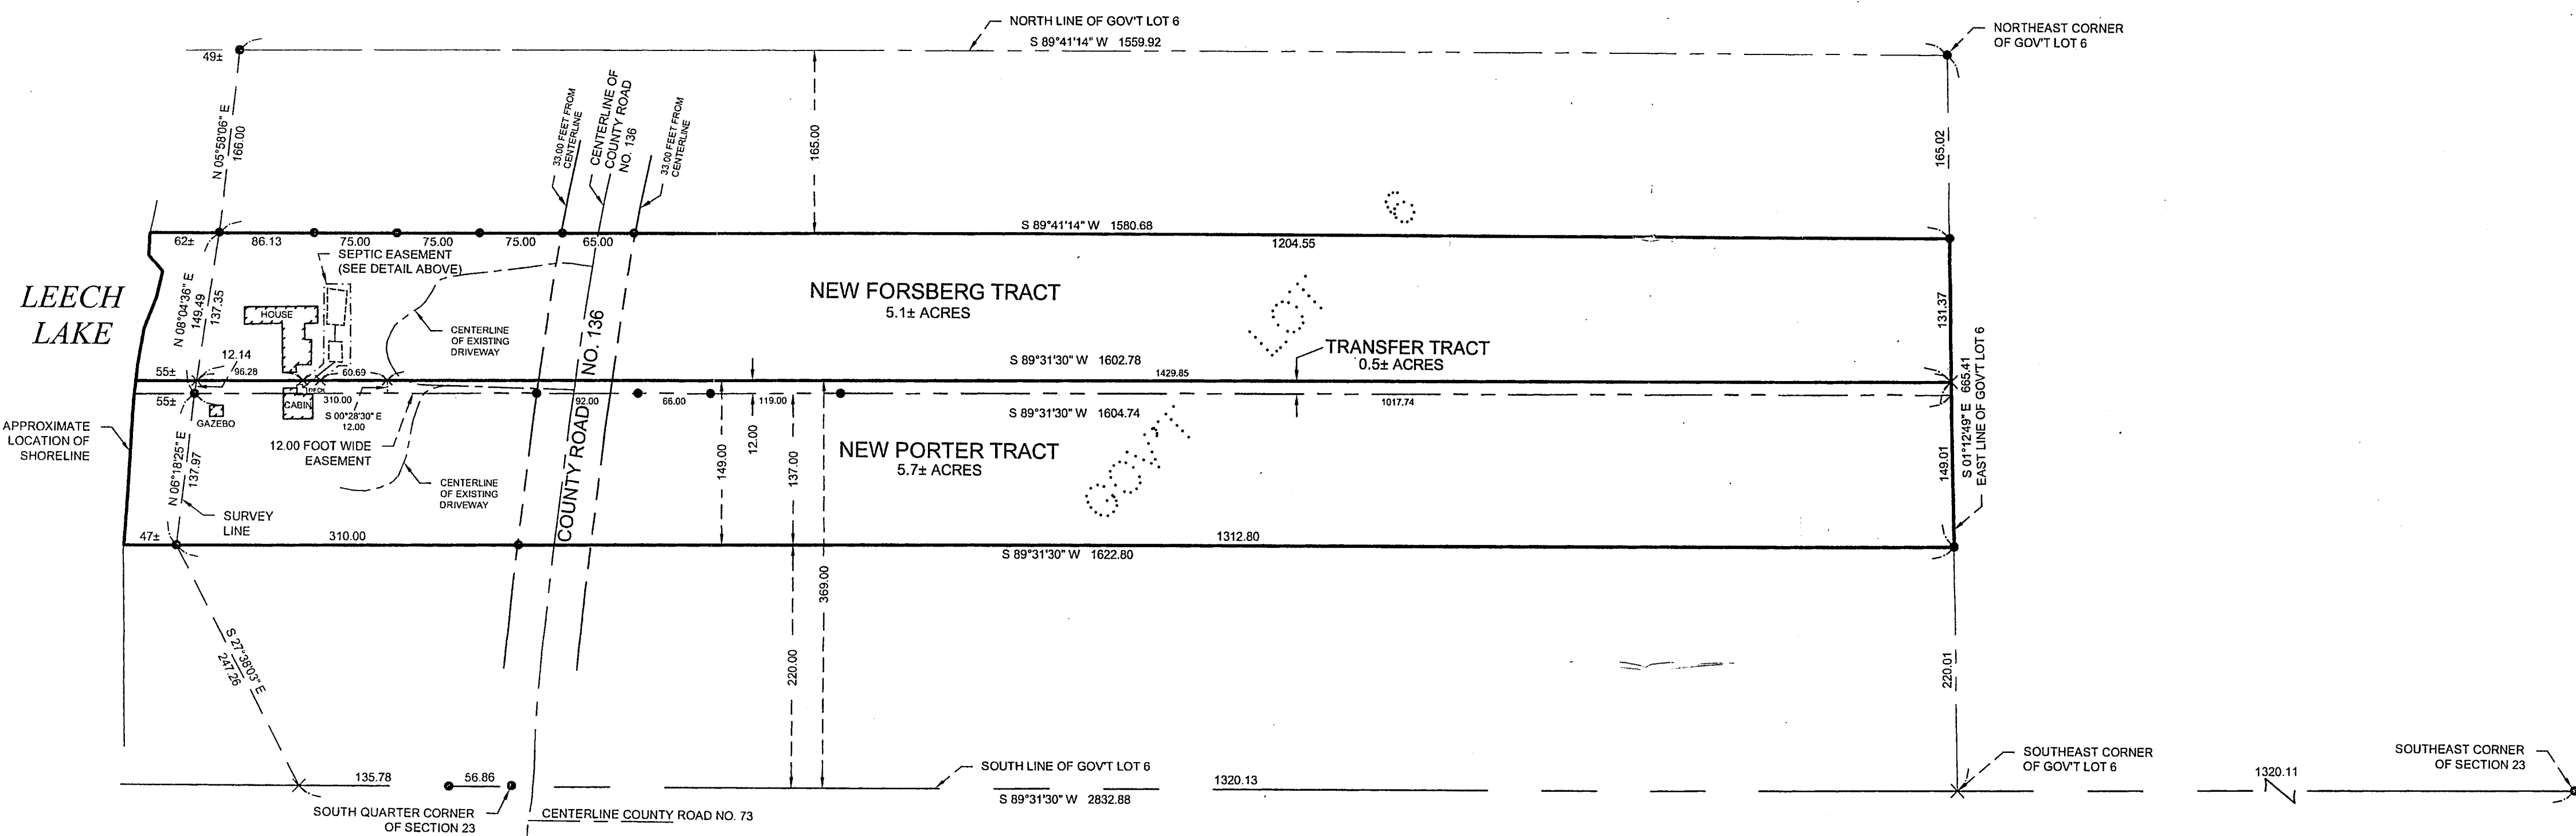 NORTH LINE OF GOV'T LOT 6
S 89°41'14" W 1559.92
NORTHEAST CORNER
OF GOV'T LOT 6
49±
N 05°58'06" E
166.00
33.00 FEET FROM
CENTERLINE
CENTERLINE OF
COUNTY ROAD
NO. 136
33.00 FEET FROM
CENTERLINE
165.00
165.02
6
S 89°41'14" W 1580.68
62±
86.13
75.00
75.00
75.00
65.00
1204.55
SEPTIC EASEMENT
(SEE DETAIL ABOVE)
LEECH
LAKE
N 08°04'36" E
149.49
137.35
HOUSE
CENTERLINE
OF EXISTING
DRIVEWAY
NEW FORSBERG TRACT
5.1± ACRES
LOT
131.37
TRANSFER TRACT
0.5± ACRES
S 89°31'30" W 1602.78
12.14
55±
96.28
DECK
60.69
1429.85
COUNTY ROAD NO. 136
55±
CABIN
310.00
S 00°28'30" E
12.00
92.00
66.00
119.00
1017.74
S 89°31'30" W 1604.74
GAZEBO
APPROXIMATE
LOCATION OF
SHORELINE
N 06°18'25" E
137.97
12.00 FOOT WIDE
EASEMENT
CENTERLINE
OF EXISTING
DRIVEWAY
149.00
12.00
137.00
NEW PORTER TRACT
5.7± ACRES
GOV'T
149.01
S 01°12'49" E 665.41
EAST LINE OF GOV'T LOT 6
SURVEY
LINE
47±
310.00
1312.80
S 89°31'30" W 1622.80
369.00
S 27°38'03" E
247.26
220.00
220.01
135.78
56.86
SOUTH LINE OF GOV'T LOT 6
1320.13
S 89°31'30" W 2832.88
SOUTHEAST CORNER
OF GOV'T LOT 6
1320.11
SOUTHEAST CORNER
OF SECTION 23
SOUTH QUARTER CORNER
OF SECTION 23
CENTERLINE COUNTY ROAD NO. 73